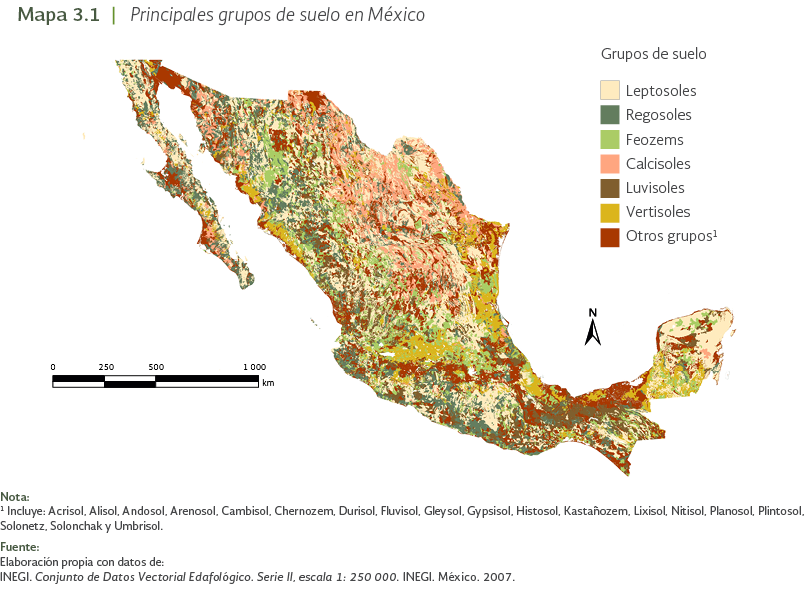 Mapa 3.1 | Principales grupos de suelo en México
Grupos de suelo
Leptosoles
Regosoles
Feozems
Calcisoles
Luvisoles
Vertisoles
Otros grupos¹
N
0 250 500 1 000
km
Nota:
¹ Incluye: Acrisol, Alisol, Andosol, Arenosol, Cambisol, Chernozem, Durisol, Fluvisol, Gleysol, Gypsisol, Histosol, Kastañozem, Lixisol, Nitisol, Planosol, Plintosol,
Solonetz, Solonchak y Umbrisol.
Fuente:
Elaboración propia con datos de:
INEGI. Conjunto de Datos Vectorial Edafológico. Serie II, escala 1: 250 000. INEGI. México. 2007.